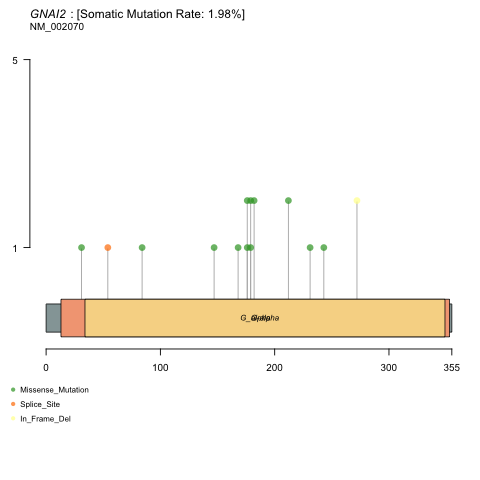 GNAI2 : [Somatic Mutation Rate: 1.98%]
NM_002070
5
1
0 100 200 300 355
Missense_Mutation
Splice_Site
In_Frame_Del